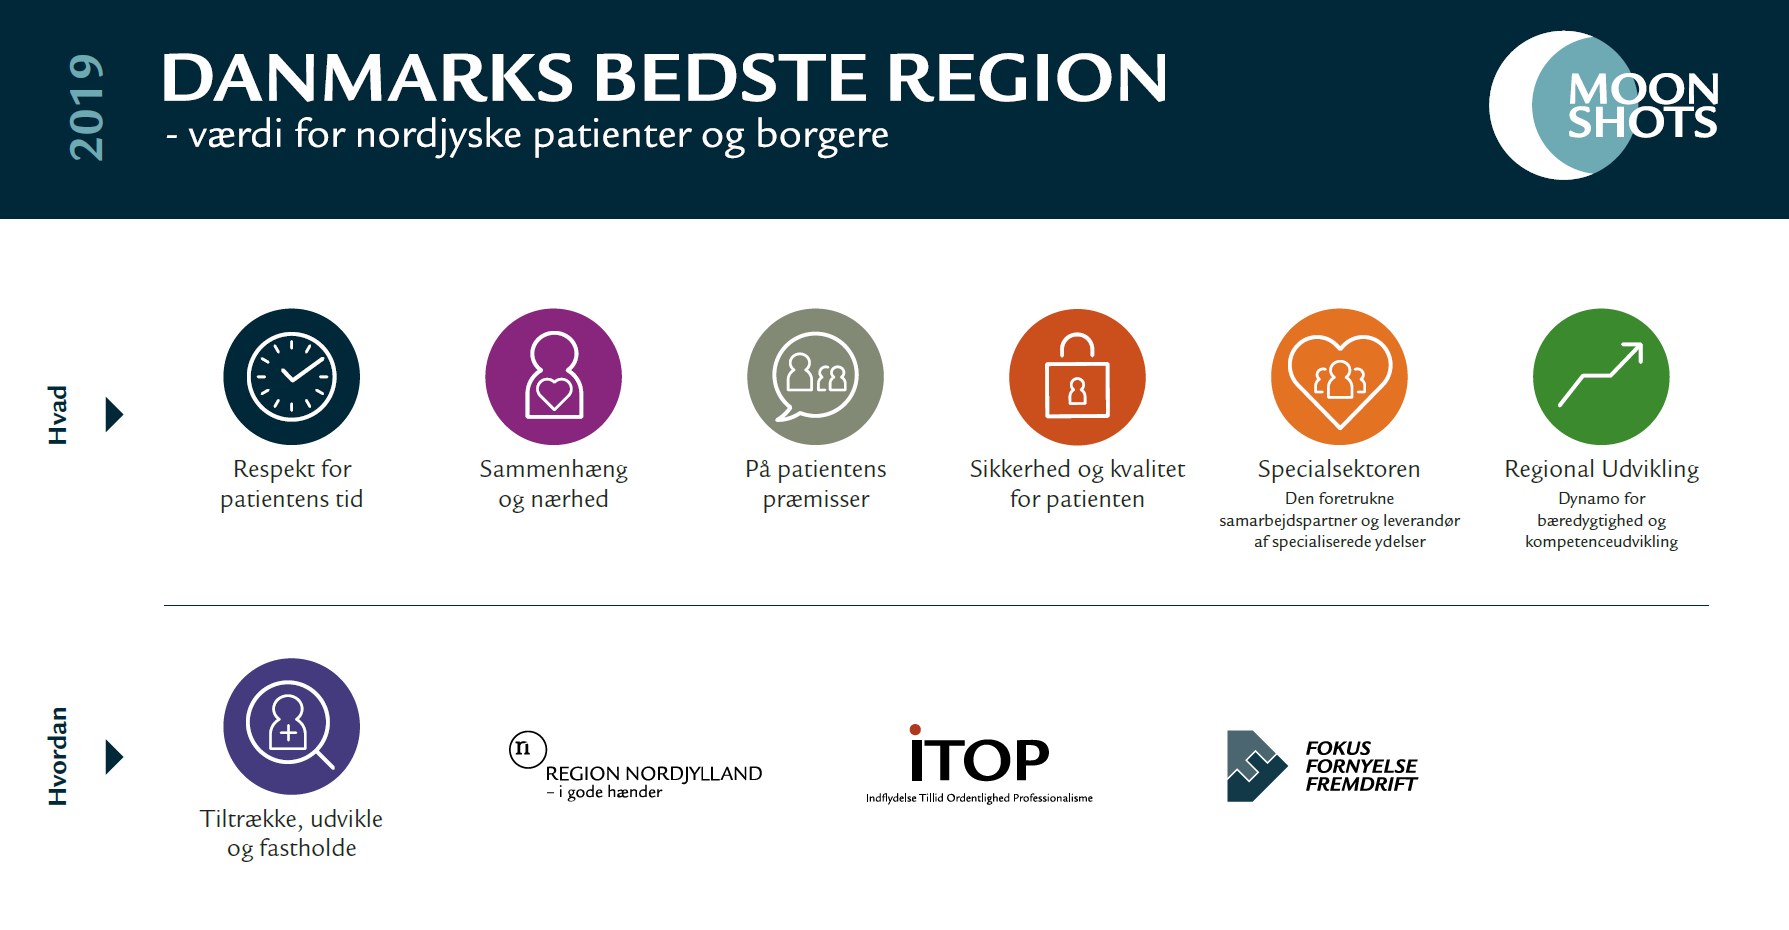 2019
DANMARKS BEDSTE REGION
- værdi for nordjyske patienter og borgere
MOON
SHOTS
Hvad
Respekt for
patientens tid
Sammenhæng
og nærhed
På patientens
præmisser
Sikkerhed og kvalitet
for patienten
Specialsektoren
Den foretrukne
samarbejdspartner og leverandør
af specialiserede ydelser
Regional Udvikling
Dynamo for
bæredygtighed og
kompetenceudvikling
Hvordan
Tiltrække, udvikle
og fastholde
n
REGION NORDJYLLAND
– i gode hænder
iTOP
Indflydelse Tillid Ordentlighed Professionalisme
FOKUS
FORNYELSE
FREMDRIFT